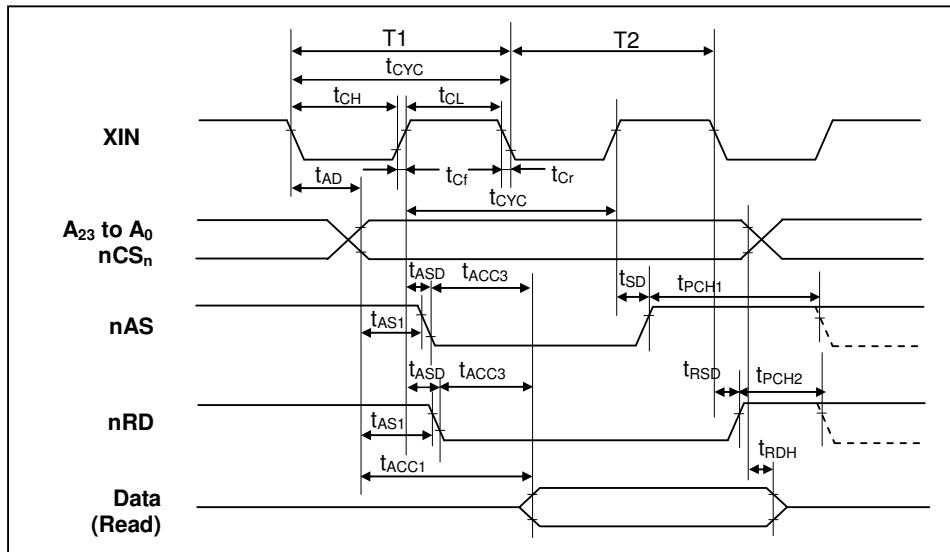 T1 T2
tCYC
tCH tCL
XIN
tAD tCf tCr
tCYC
A23 to A0
nCSn
tASD tACC3 tSD tPCH1
nAS
tAS1
tASD tACC3 tRSD tPCH2
nRD
tAS1
tACC1 tRDH
Data
(Read)